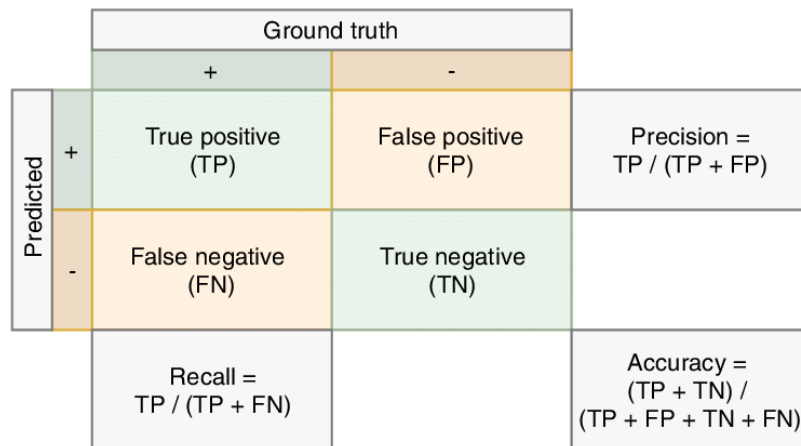 Ground truth
+
-
Predicted
+
True positive
(TP)
False positive
(FP)
Precision =
TP / (TP + FP)
-
False negative
(FN)
True negative
(TN)
Recall =
TP / (TP + FN)
Accuracy =
(TP + TN) /
(TP + FP + TN + FN)